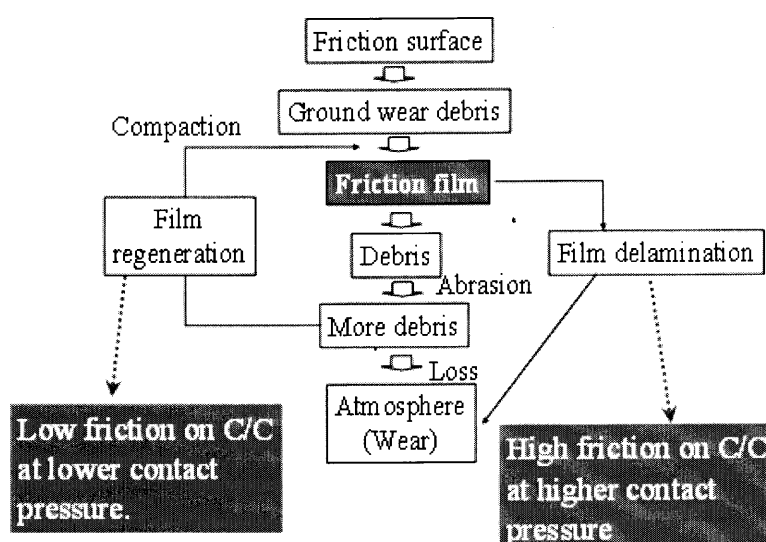 Friction surface
Ground wear debris
Compaction
Friction film
Film
regeneration
Debris
Film delamination
Abrasion
More debris
Loss
Atmosphere
(Wear)
Low friction on C/C
at lower contact
pressure.
High friction on C/C
at higher contact
pressure